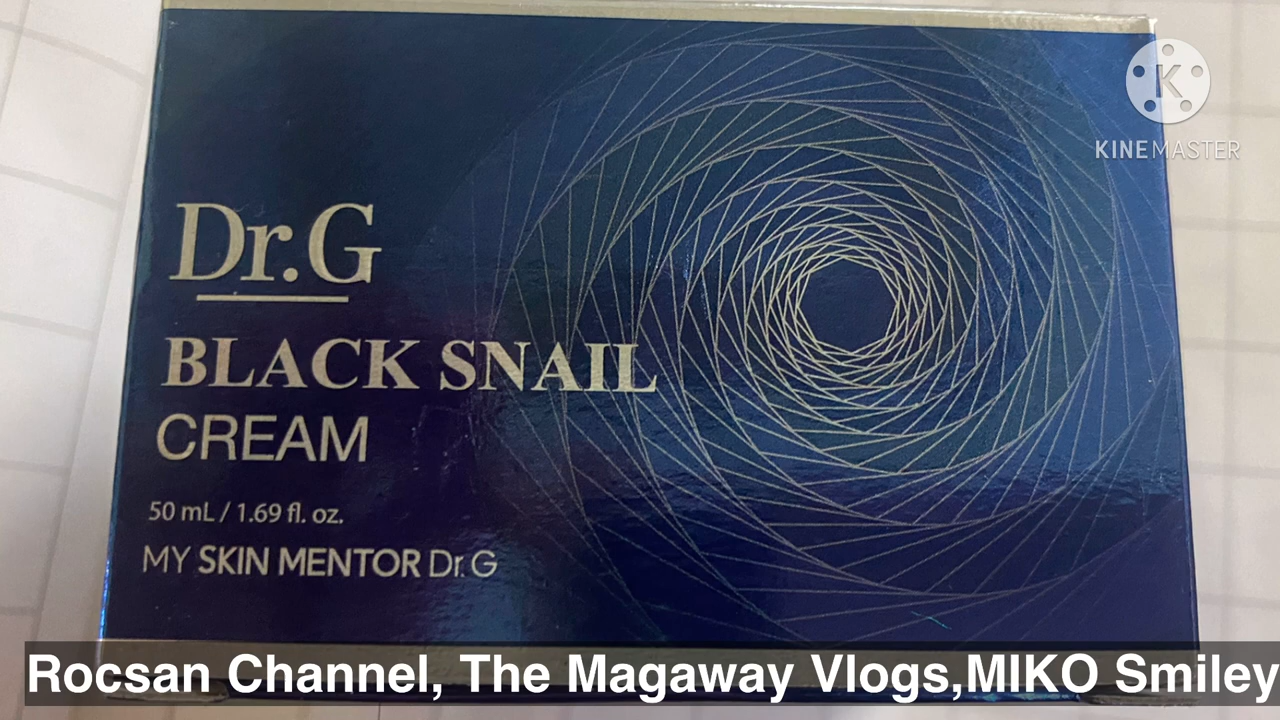 K
KINEMASTER
Dr.G
BLACK SNAIL
CREAM
50 mL / 1.69 fl. oz.
MY SKIN MENTOR Dr.G
Rocsan Channel, The Magaway Vlogs,MIKO Smiley